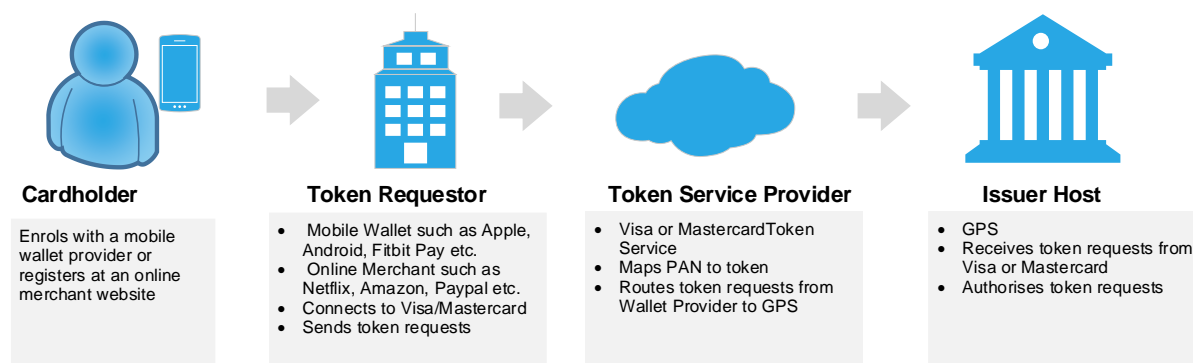 Cardholder
Enrols with a mobile
wallet provider or
registers at an online
merchant website
Token Requestor
• Mobile Wallet such as Apple,
Android, Fitbit Pay etc.
• Online Merchant such as
Netflix, Amazon, Paypal etc.
• Connects to Visa/Mastercard
• Sends token requests
Token Service Provider
• Visa or MastercardToken
Service
• Maps PAN to token
• Routes token requests from
Wallet Provider to GPS
Issuer Host
• GPS
• Receives token requests from
Visa or Mastercard
• Authorises token requests